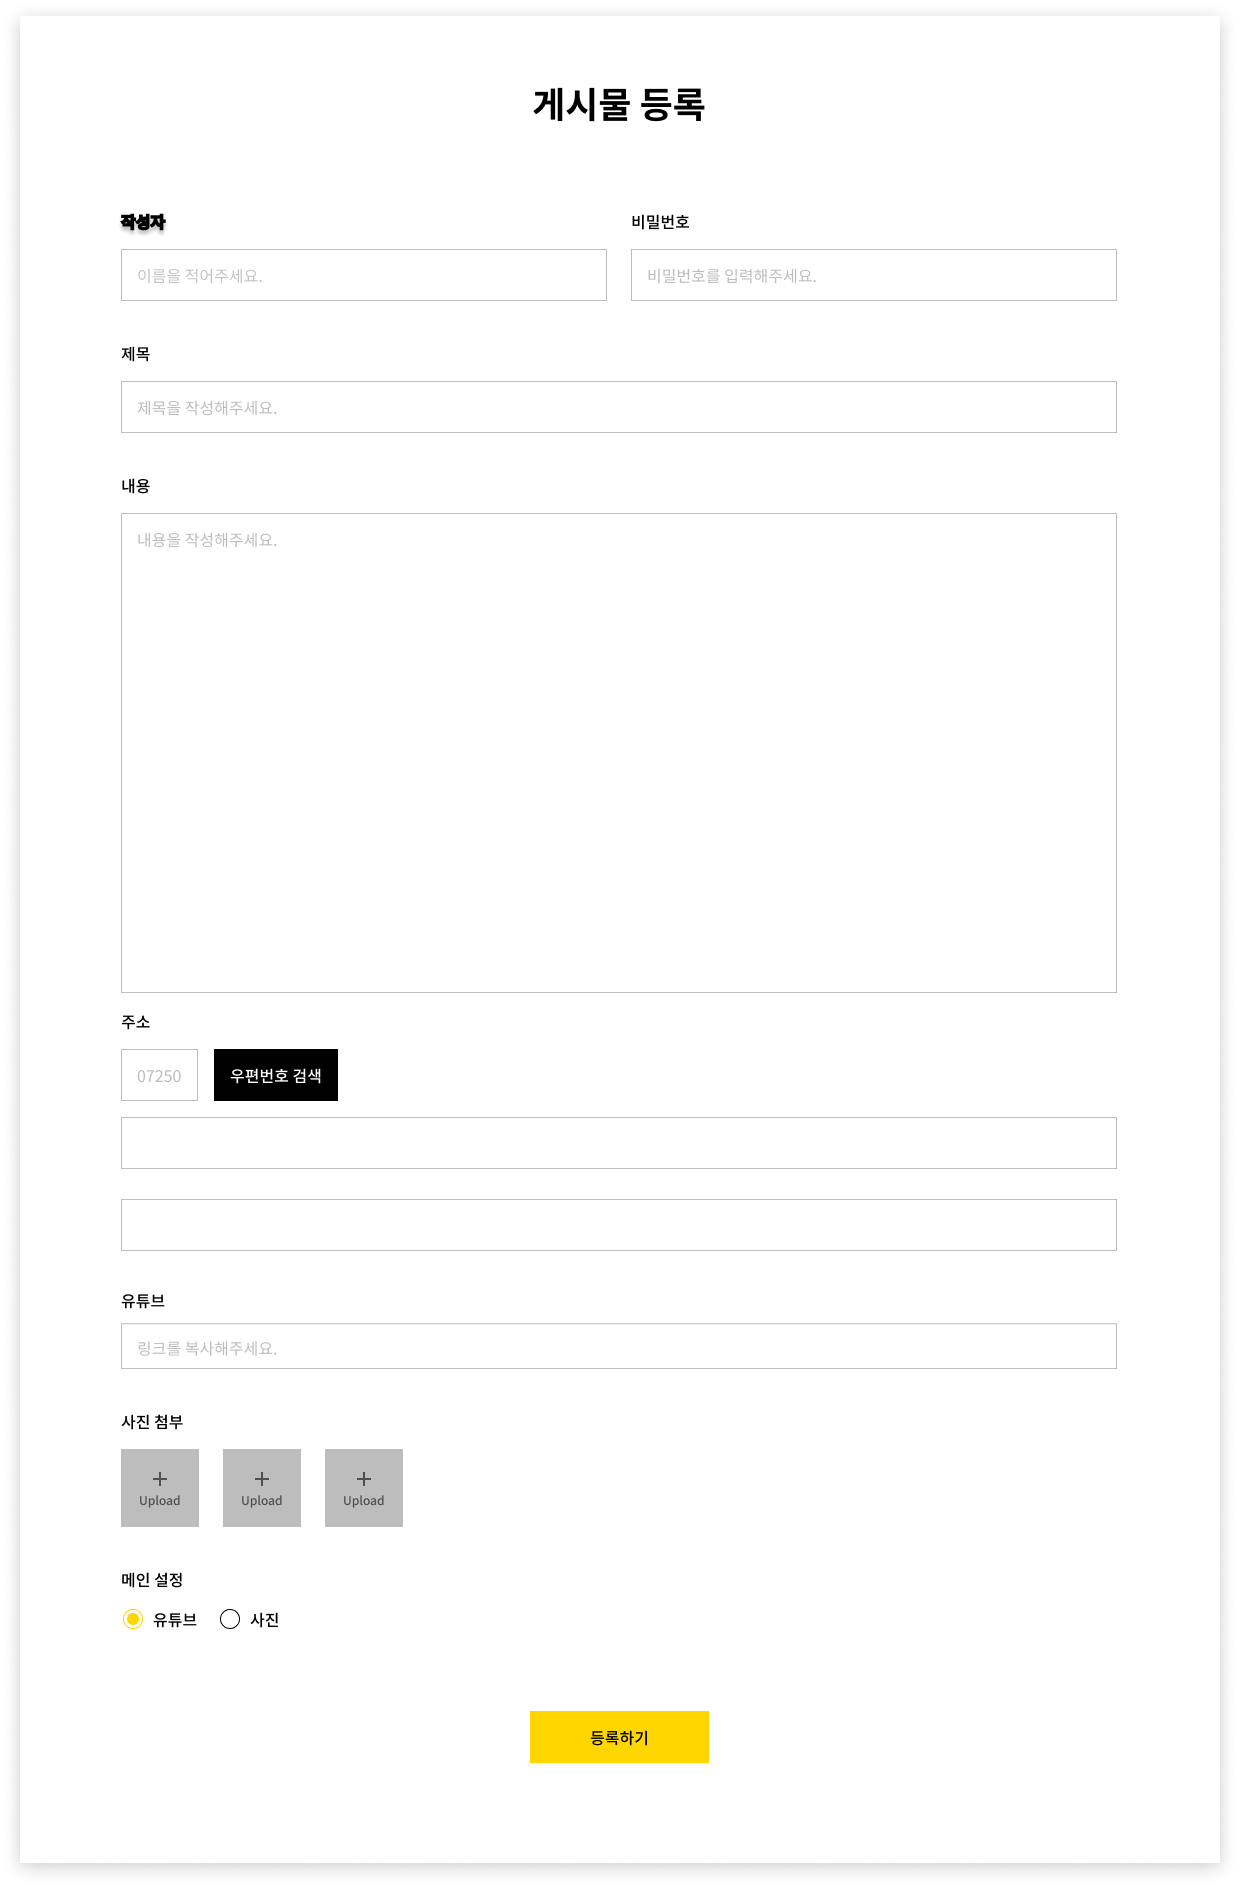 게시물 등록
작성자
비밀번호
이름을 적어주세요.
비밀번호를 입력해주세요.
제목
제목을 작성해주세요.
내용
내용을 작성해주세요.
주소
07250
우편번호 검색
유튜브
링크를 복사해주세요.
사진 첨부
Upload
Upload
Upload
메인 설정
유튜브
사진
등록하기